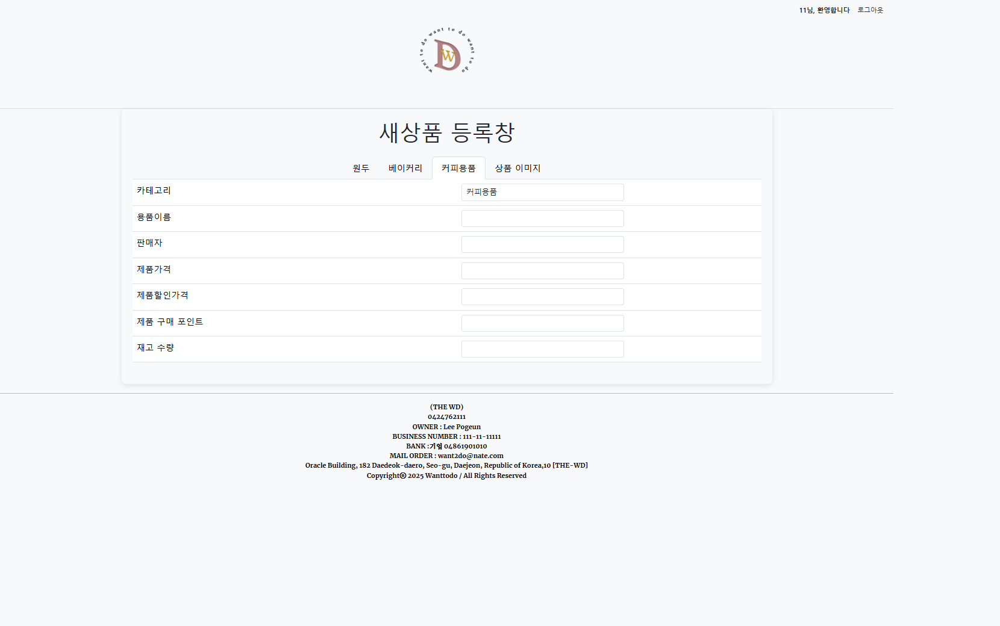 11님, 환영합니다 로그아웃
want to do want to do want to do
D
W
새상품 등록창
원두 베이커리 커피용품 상품 이미지
카테고리 커피용품
용품이름
판매자
제품가격
제품할인가격
제품 구매 포인트
재고 수량
(THE WD)
0424762111
OWNER : Lee Pogeun
BUSINESS NUMBER : 111-11-11111
BANK :기업 04861901010
MAIL ORDER : want2do@nate.com
Oracle Building, 182 Daedeok-daero, Seo-gu, Daejeon, Republic of Korea,10 [THE-WD]
Copyrightⓒ 2025 Wanttodo / All Rights Reserved